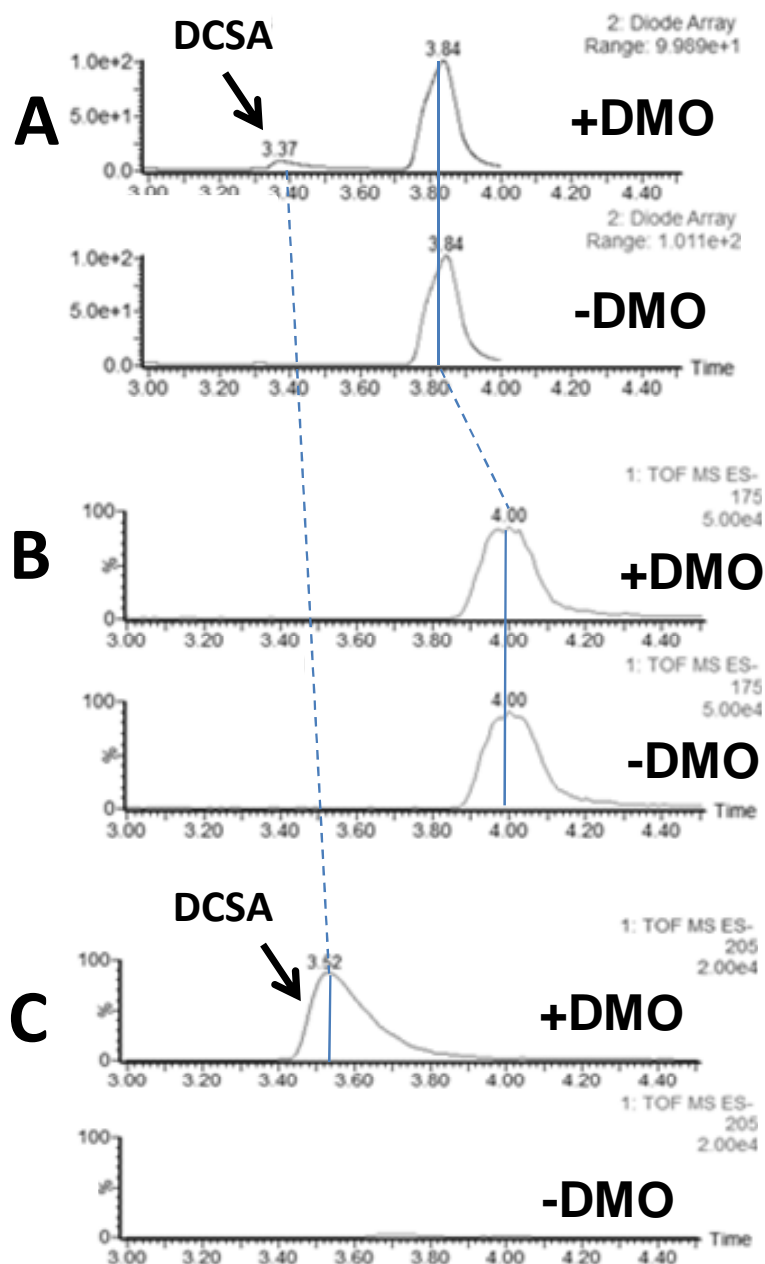 DCSA
2: Diode Array
Range: 9.989e+1
A
1.0e+2
3.84
+DMO
5.0e+1
3.37
0.0
3.00 3.20 3.40 3.60 3.80 4.00 4.20 4.40
2: Diode Array
Range: 1.011e+2
1.0e+2
3.84
-DMO
5.0e+1
0.0
Time
3.00 3.20 3.40 3.60 3.80 4.00 4.20 4.40
1: TOF MS ES-
175
5.00e4
B
100
4.00
+DMO
%
0
3.00 3.20 3.40 3.60 3.80 4.00 4.20 4.40
1: TOF MS ES-
175
5.00e4
100
4.00
-DMO
%
0
Time
3.00 3.20 3.40 3.60 3.80 4.00 4.20 4.40
DCSA
1: TOF MS ES-
205
2.00e4
C
100
3.52
+DMO
%
0
3.00 3.20 3.40 3.60 3.80 4.00 4.20 4.40
1: TOF MS ES-
205
2.00e4
100
-DMO
%
0
Time
3.00 3.20 3.40 3.60 3.80 4.00 4.20 4.40